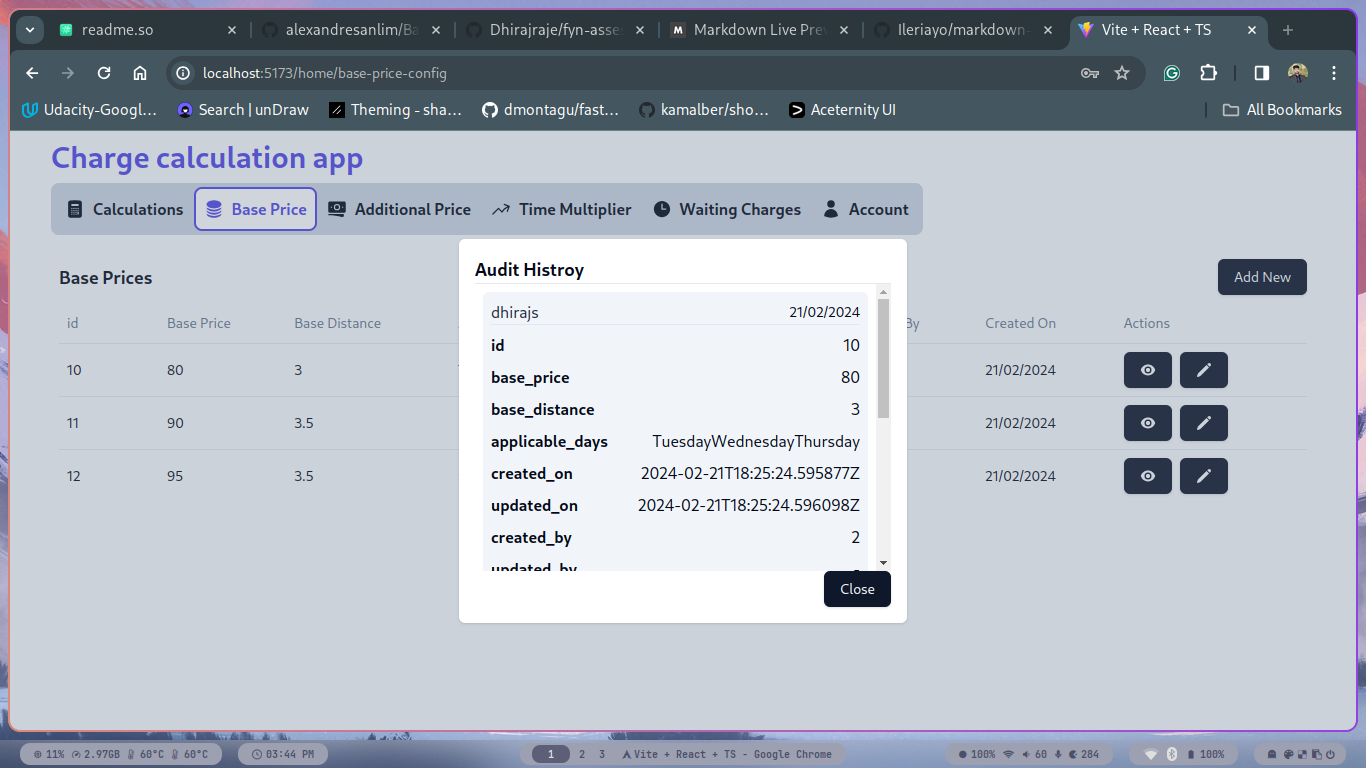 readme.so
alexandresanlim/Ba
Dhirajraje/fyn-asse
Markdown Live Prev
Ileriayo/markdown-
Vite + React + TS
localhost:5173/home/base-price-config
Udacity-Googl...
Search | unDraw
Theming - sha...
dmontagu/fast...
kamalber/sho...
Aceternity UI
All Bookmarks
Charge calculation app
Calculations
Base Price
Additional Price
Time Multiplier
Waiting Charges
Account
Base Prices
Add New
id
Base Price
Base Distance
By
Created On
Actions
10
80
3
21/02/2024
11
90
3.5
21/02/2024
12
95
3.5
21/02/2024
Audit Histroy
dhirajs
21/02/2024
id
10
base_price
80
base_distance
3
applicable_days
TuesdayWednesdayThursday
created_on
2024-02-21T18:25:24.595877Z
updated_on
2024-02-21T18:25:24.596098Z
created_by
2
updated_by
Close
11%
2.97GB
60°C
60°C
03:44 PM
1
2
3
Vite + React + TS - Google Chrome
100%
60
284
100%